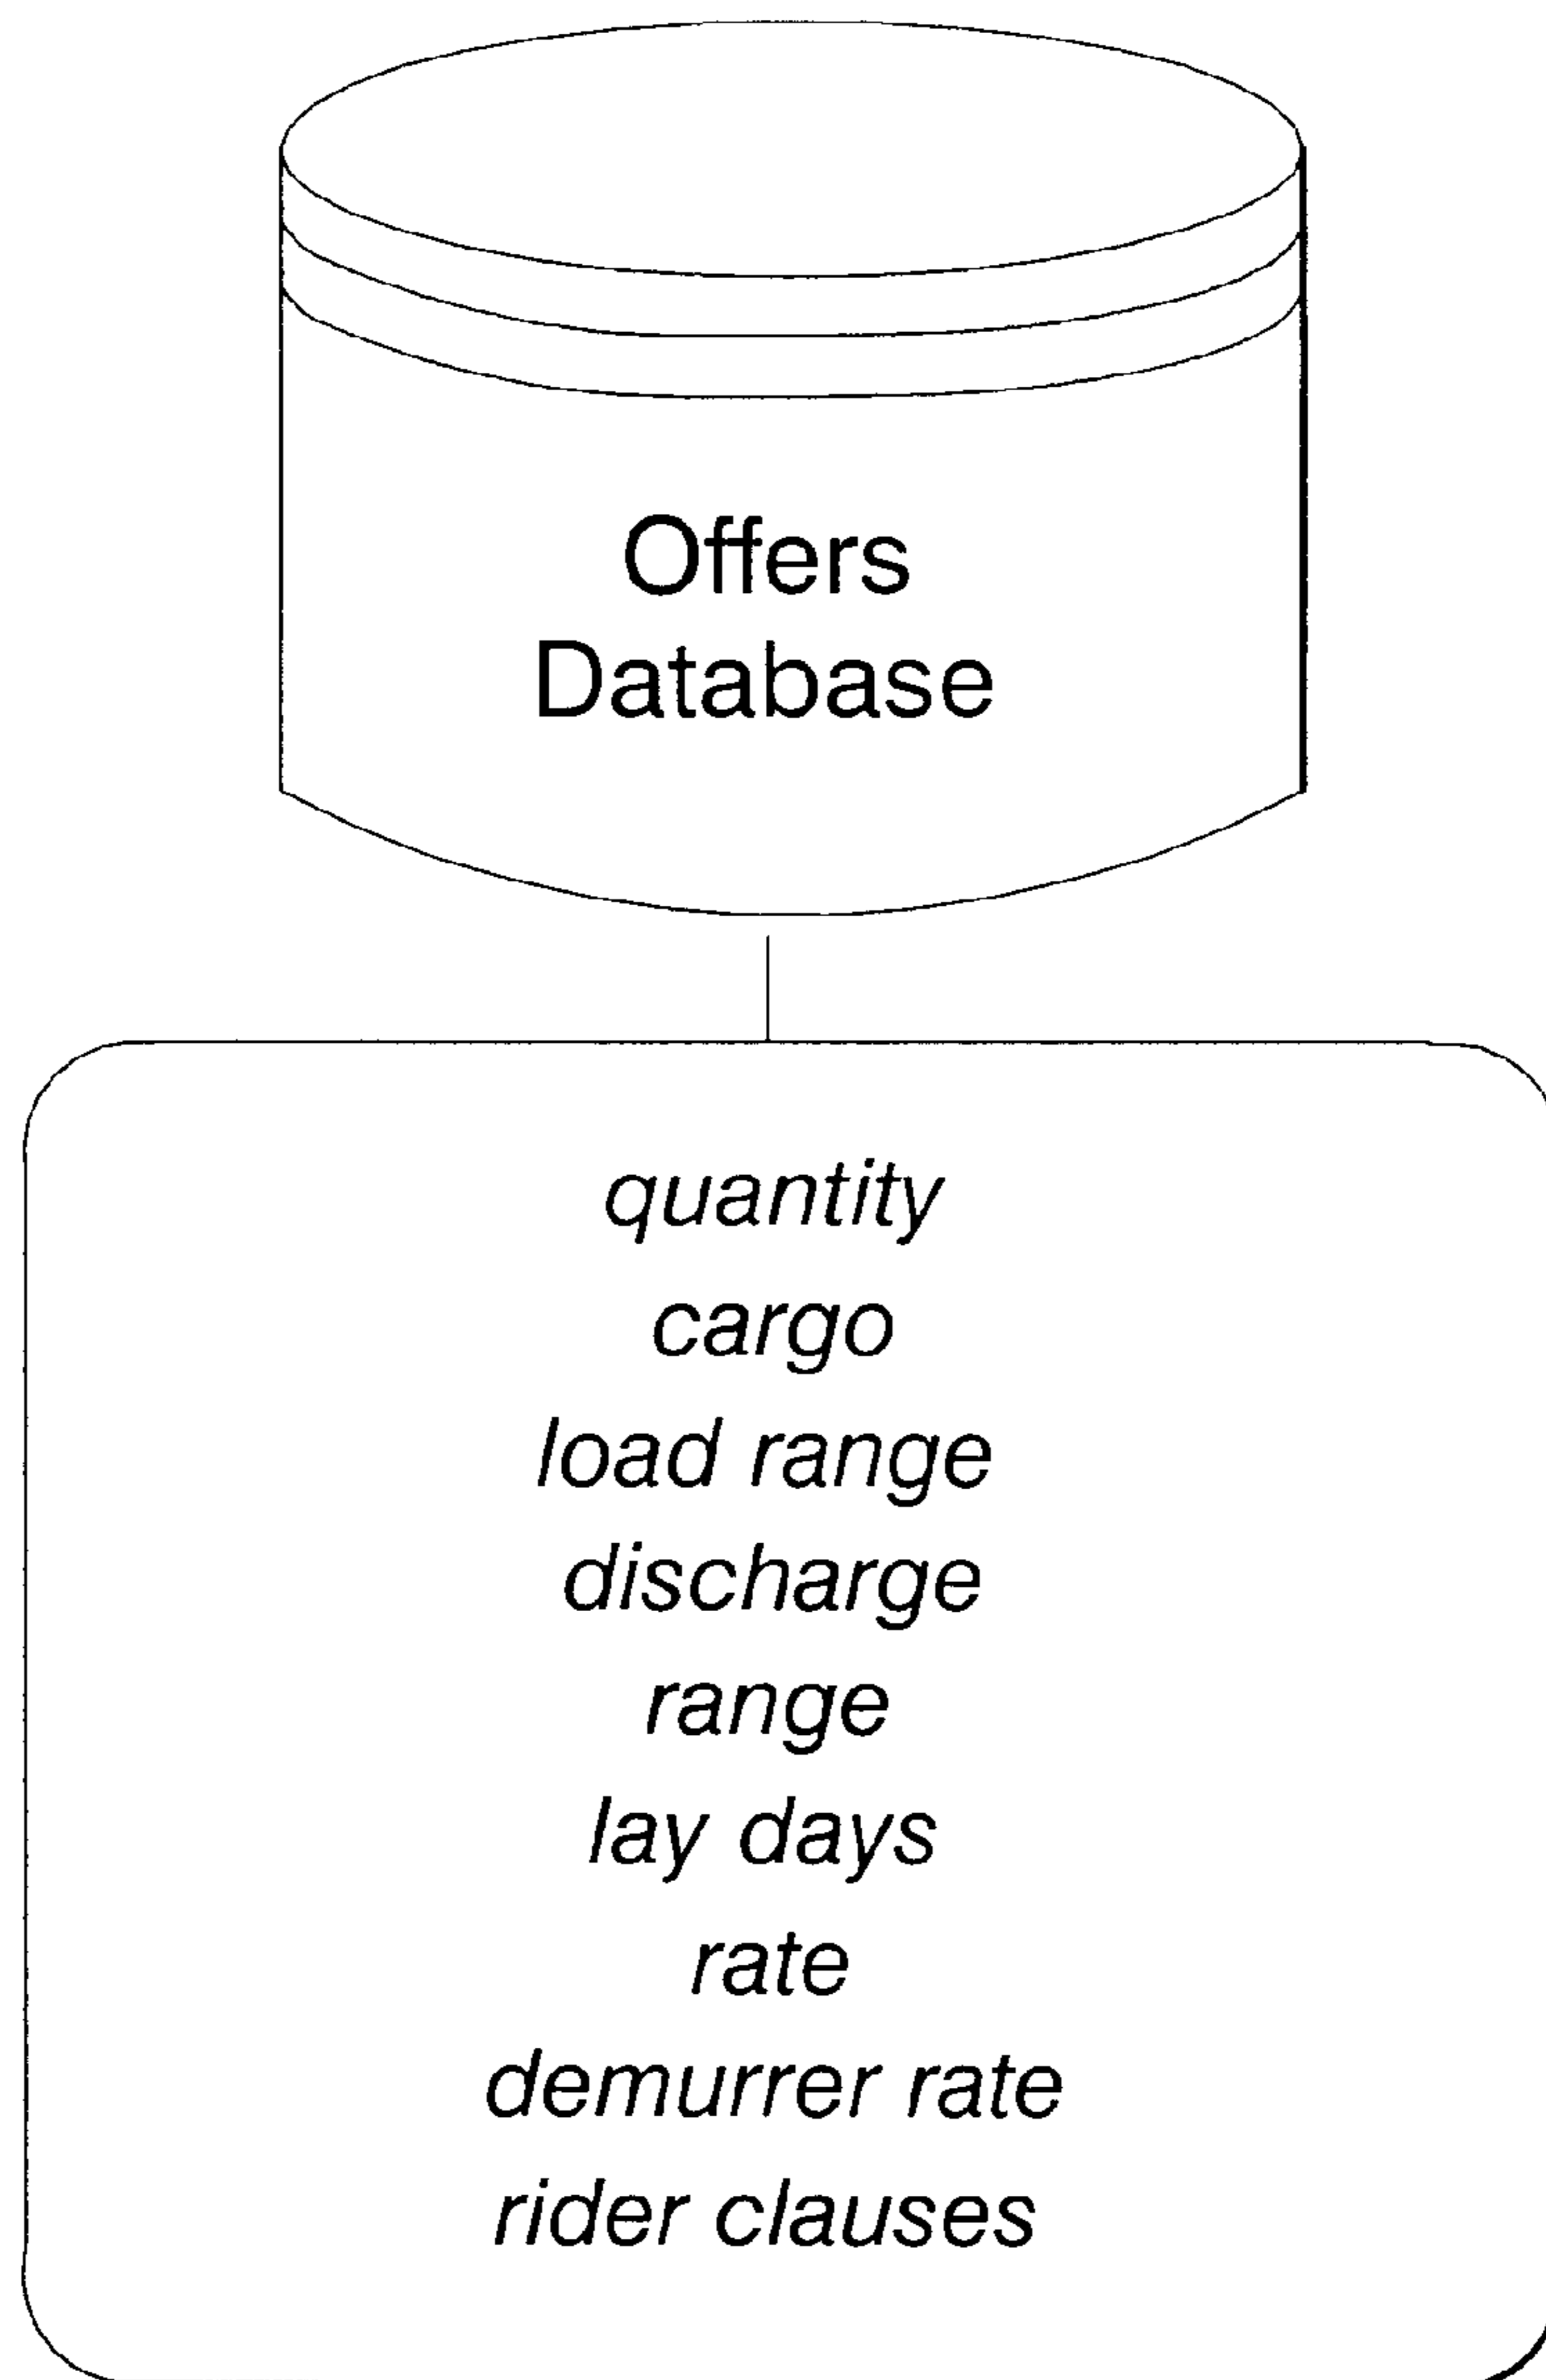 Offers
Database
quantity
cargo
load range
discharge
range
lay days
rate
demurrer rate
rider clauses